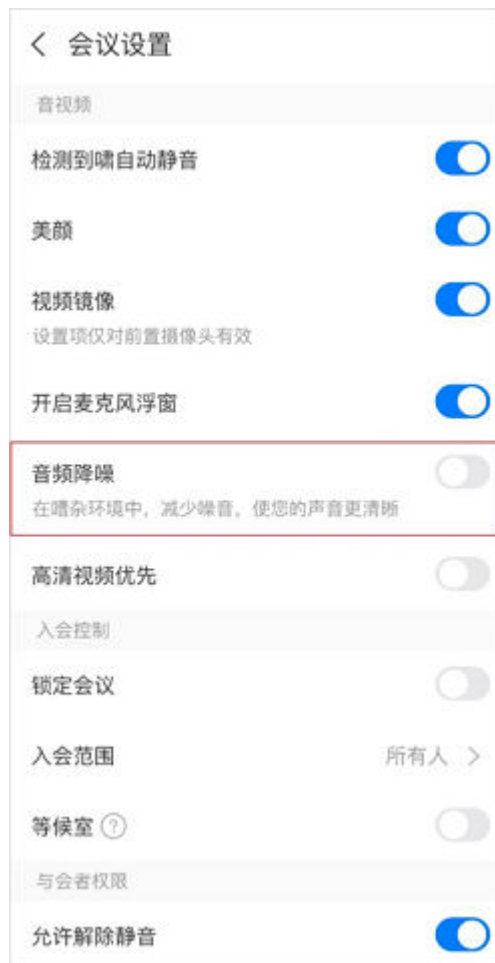 会议设置
音视频
检测到啸自动静音
美颜
视频镜像
设置项仅对前置摄像头有效
开启麦克风浮窗
音频降噪
在嘈杂环境中，减少噪音，使您的声音更清晰
高清视频优先
入会控制
锁定会议
入会范围 所有人 >
等候室 ?
与会者权限
允许解除静音